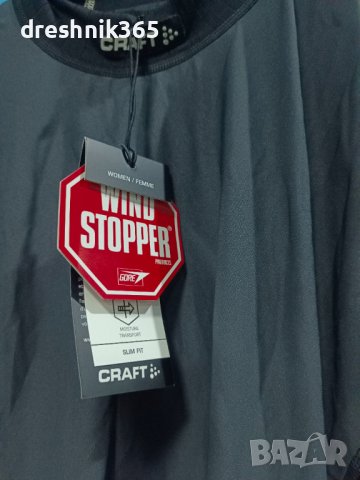 dreshnik365
CRAFT
WOMEN / FEMME
WIND
STOPPER®
PRODUCTS
GORE
MOISTURE
TRANSPORT
SLIM FIT
CRAFT
BAZAR